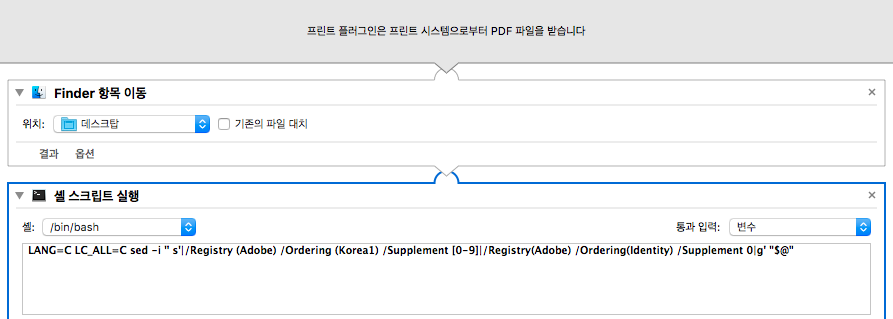 프린트 플러그인은 프린트 시스템으로부터 PDF 파일을 받습니다
Finder 항목 이동
위치: 데스크탑 기존의 파일 대치
결과 옵션
셸 스크립트 실행
셸: /bin/bash 통과 입력: 변수
LANG=C LC_ALL=C sed -i '' s'|/Registry (Adobe) /Ordering (Korea1) /Supplement [0-9]|/Registry(Adobe) /Ordering(Identity) /Supplement 0|g' "$@"